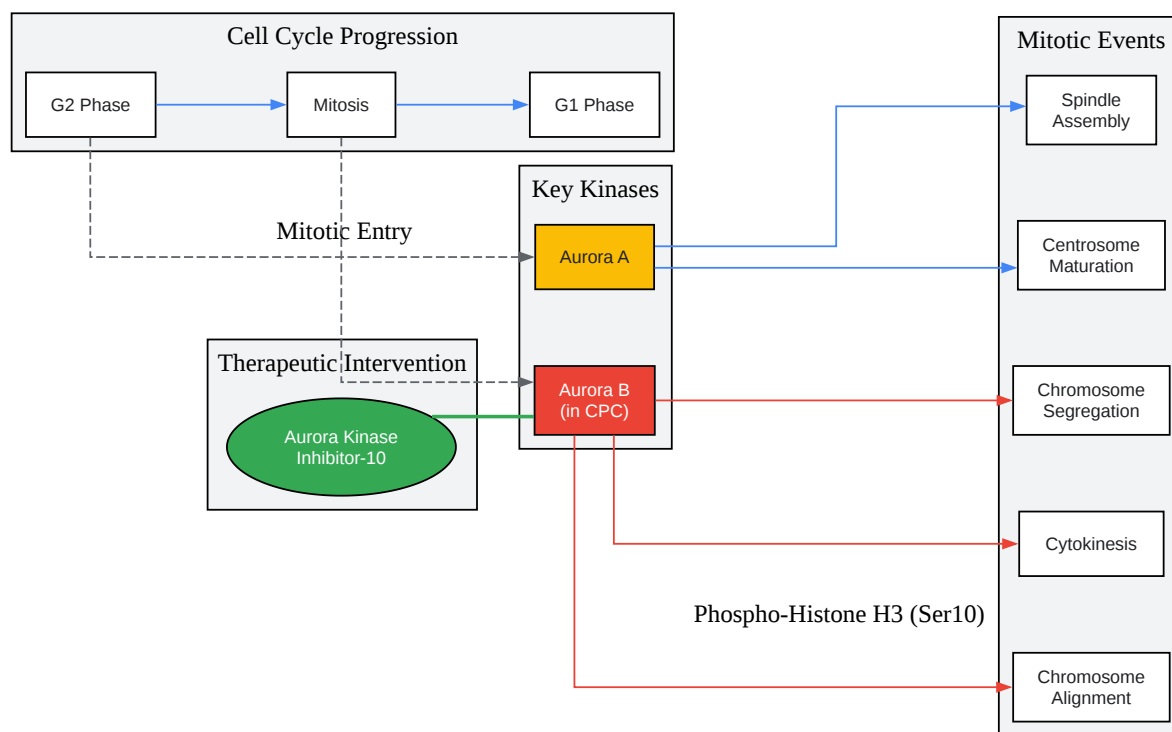 Cell Cycle Progression
G2 Phase
Mitosis
G1 Phase
Mitotic Entry
Key Kinases
Aurora A
Aurora B
(in CPC)
Therapeutic Intervention
Aurora Kinase
Inhibitor-10
Mitotic Events
Spindle
Assembly
Centrosome
Maturation
Chromosome
Segregation
Cytokinesis
Phospho-Histone H3 (Ser10)
Chromosome
Alignment